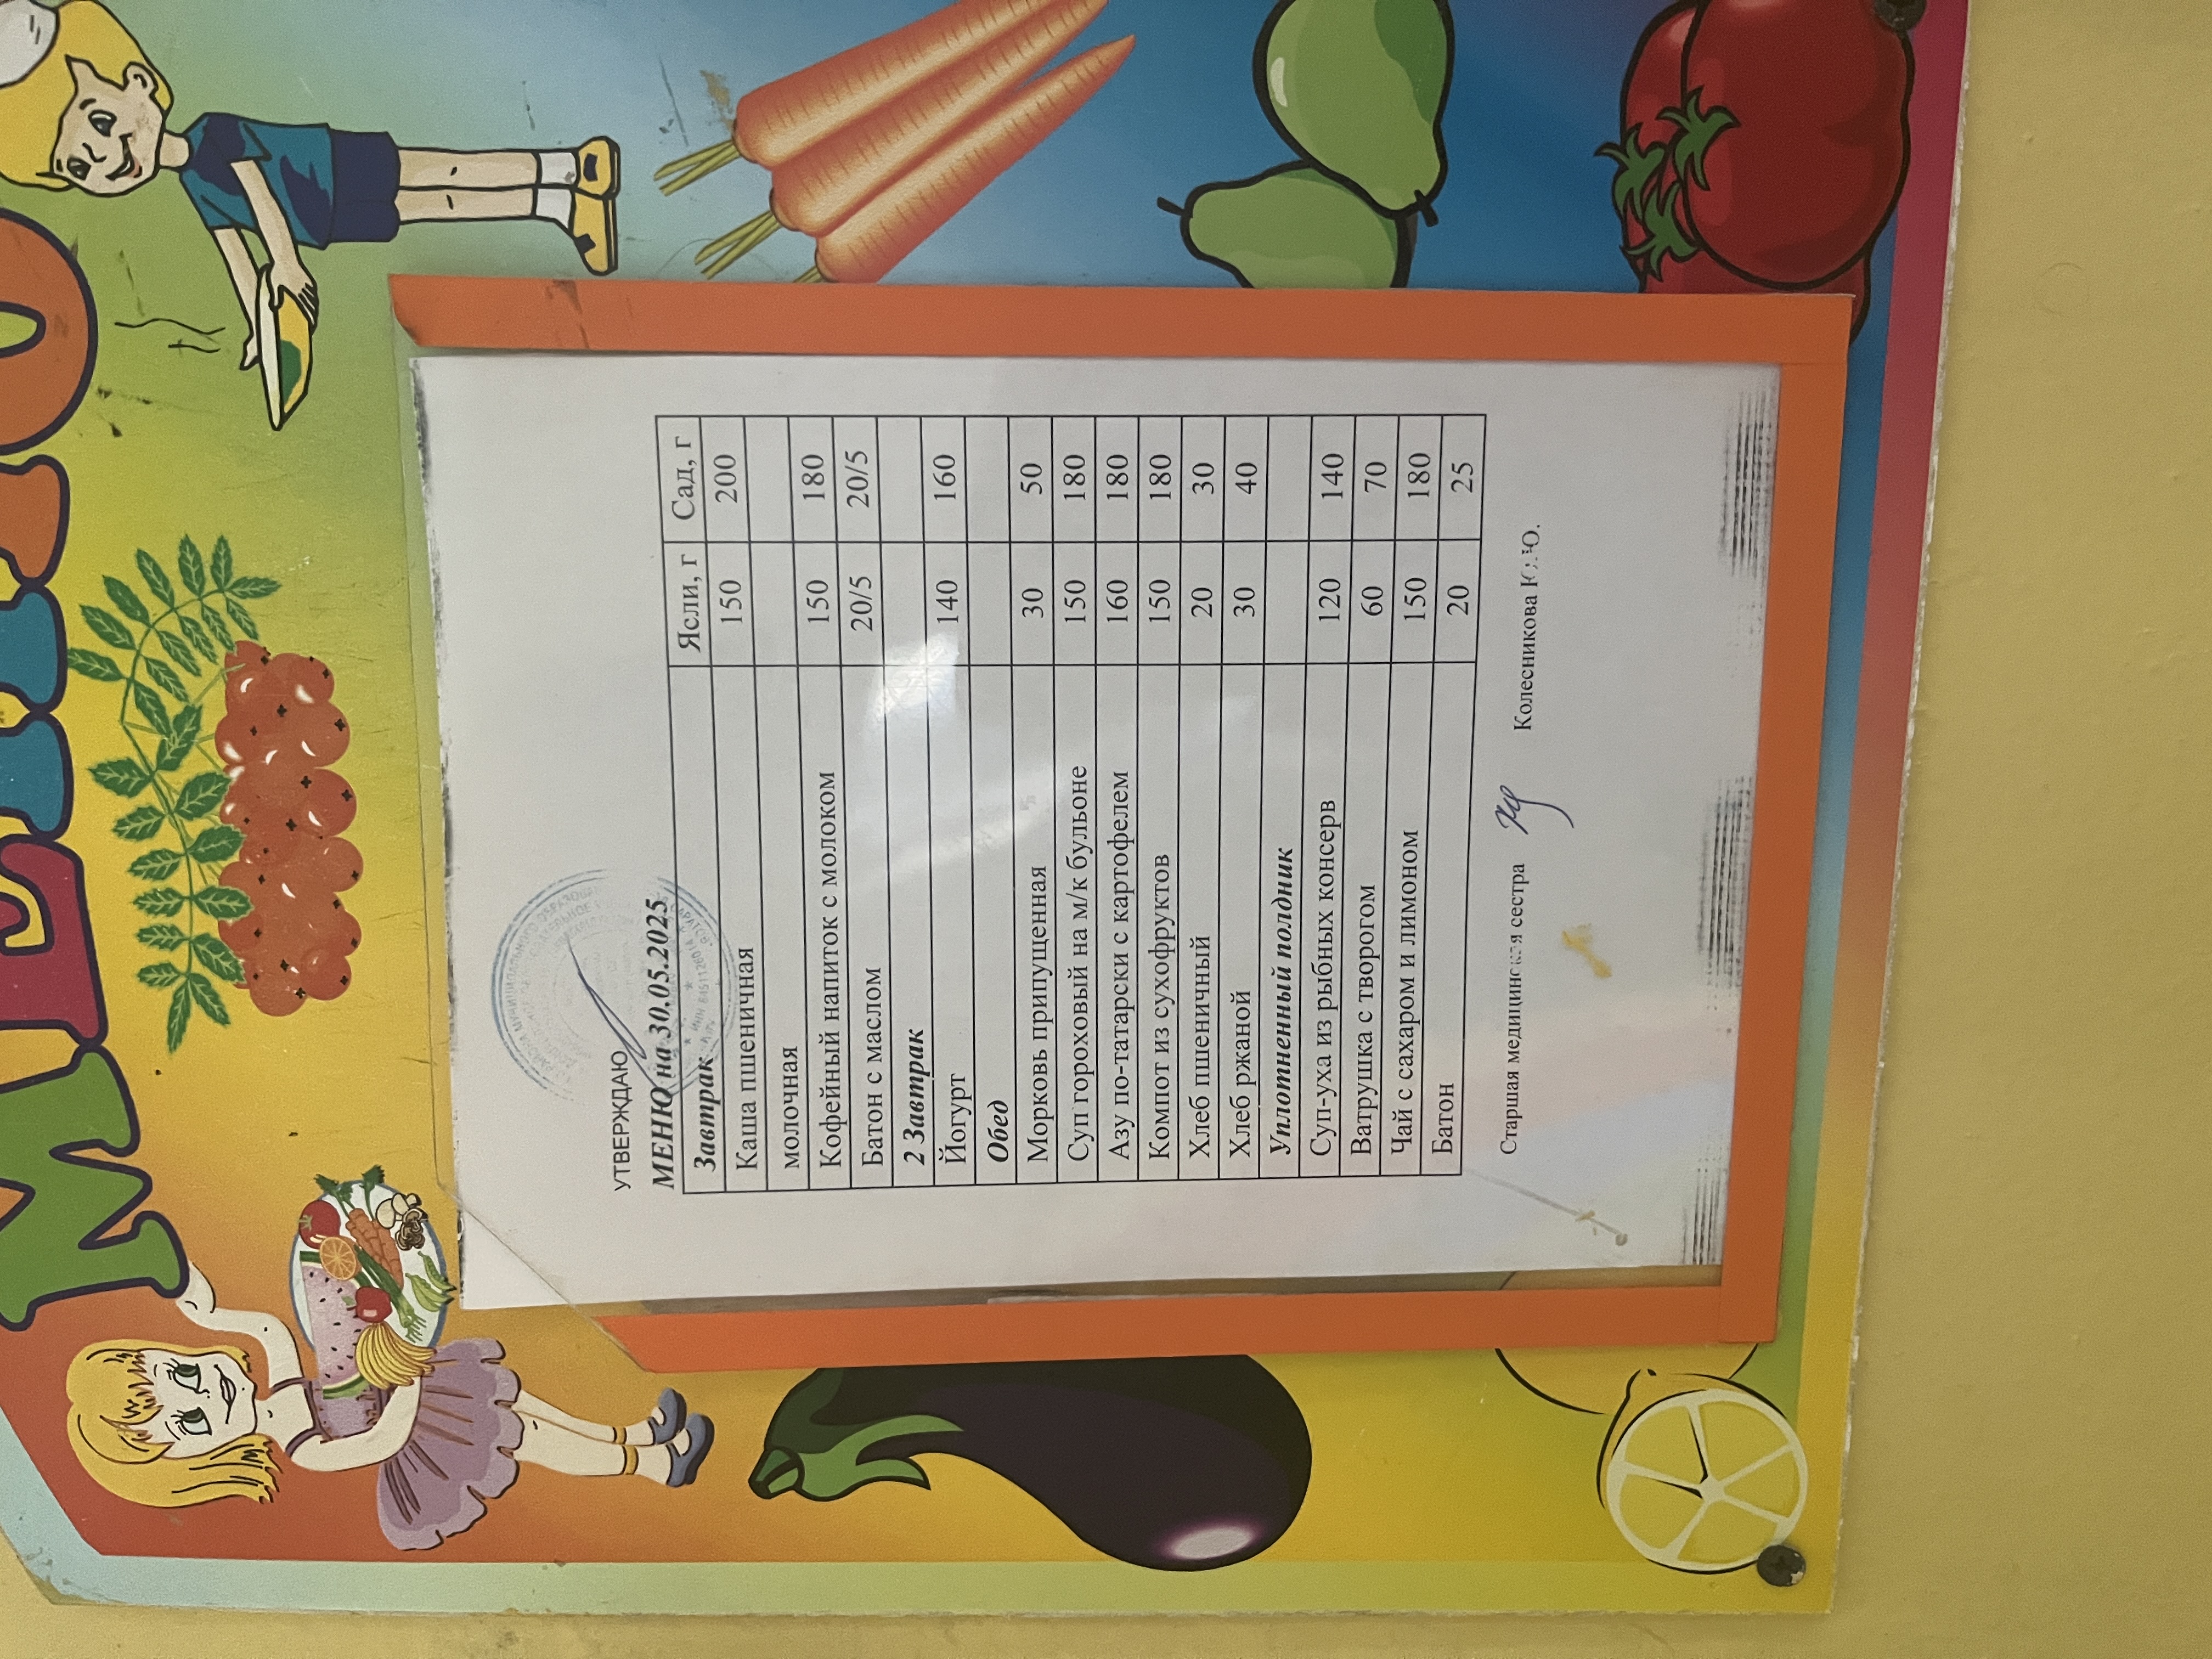 МЕНЮ
УТВЕРЖДАЮ
МЕНЮ на 30.05.2025
Завтрак Ясли, г Сад, г
Каша пшеничная 150 200
молочная
Кофейный напиток с молоком 150 180
Батон с маслом 20/5 20/5
2 Завтрак
Йогурт 140 160
Обед
Морковь припущенная 30 50
Суп гороховый на м/к бульоне 150 180
Азу по-татарски с картофелем 160 180
Компот из сухофруктов 150 180
Хлеб пшеничный 20 30
Хлеб ржаной 30 40
Уплотненный полдник
Суп-уха из рыбных консерв 120 140
Ватрушка с творогом 60 70
Чай с сахаром и лимоном 150 180
Батон 20 25
Старшая медицинская сестра Колесникова Ю.Ю.